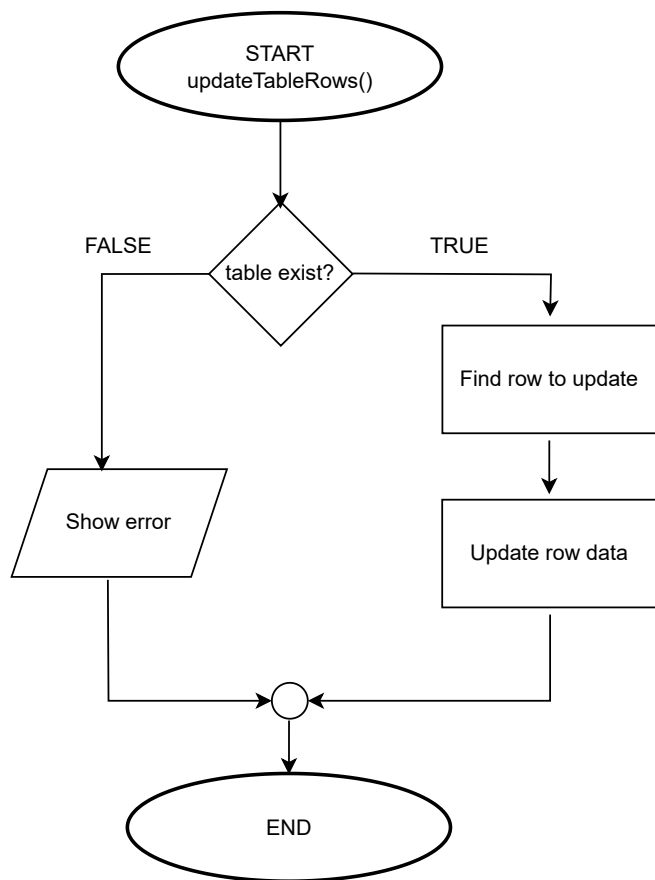 START
updateTableRows()
FALSE
TRUE
table exist?
Find row to update
Show error
Update row data
END